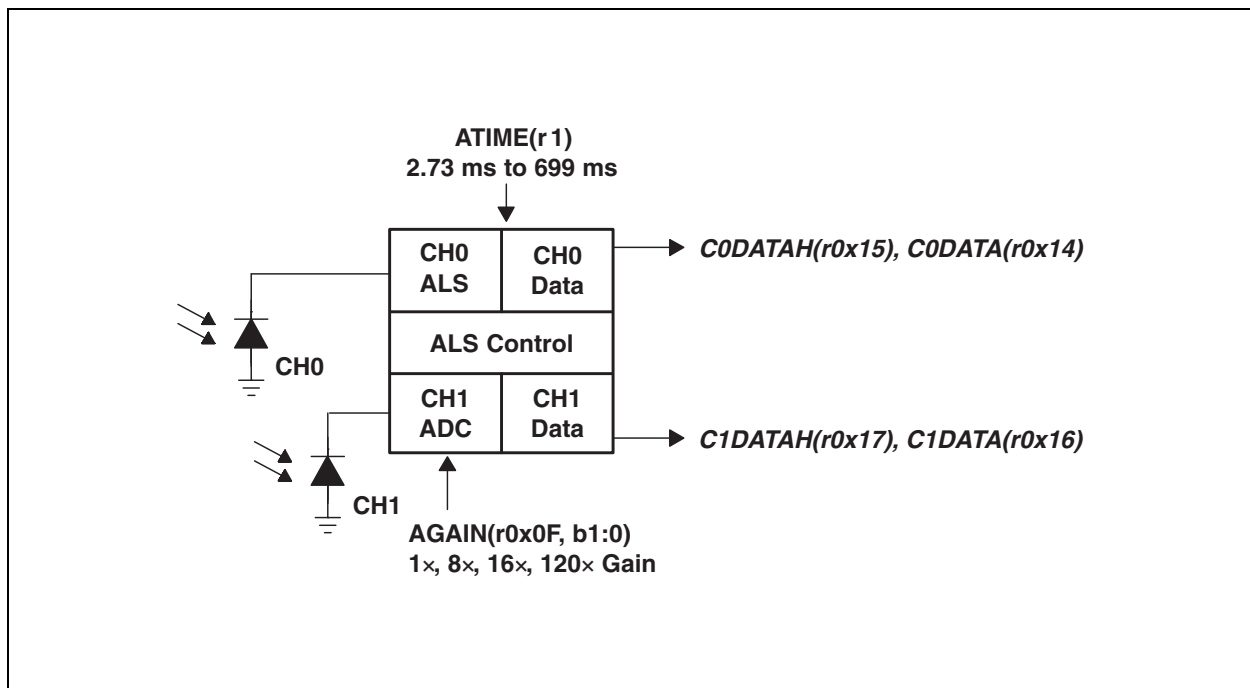 ATIME(r 1)
2.73 ms to 699 ms
CH0
ALS
CH0
Data
C0DATAH(r0x15), C0DATA(r0x14)
ALS Control
CH0
CH1
ADC
CH1
Data
C1DATAH(r0x17), C1DATA(r0x16)
CH1
AGAIN(r0x0F, b1:0)
1×, 8×, 16×, 120× Gain